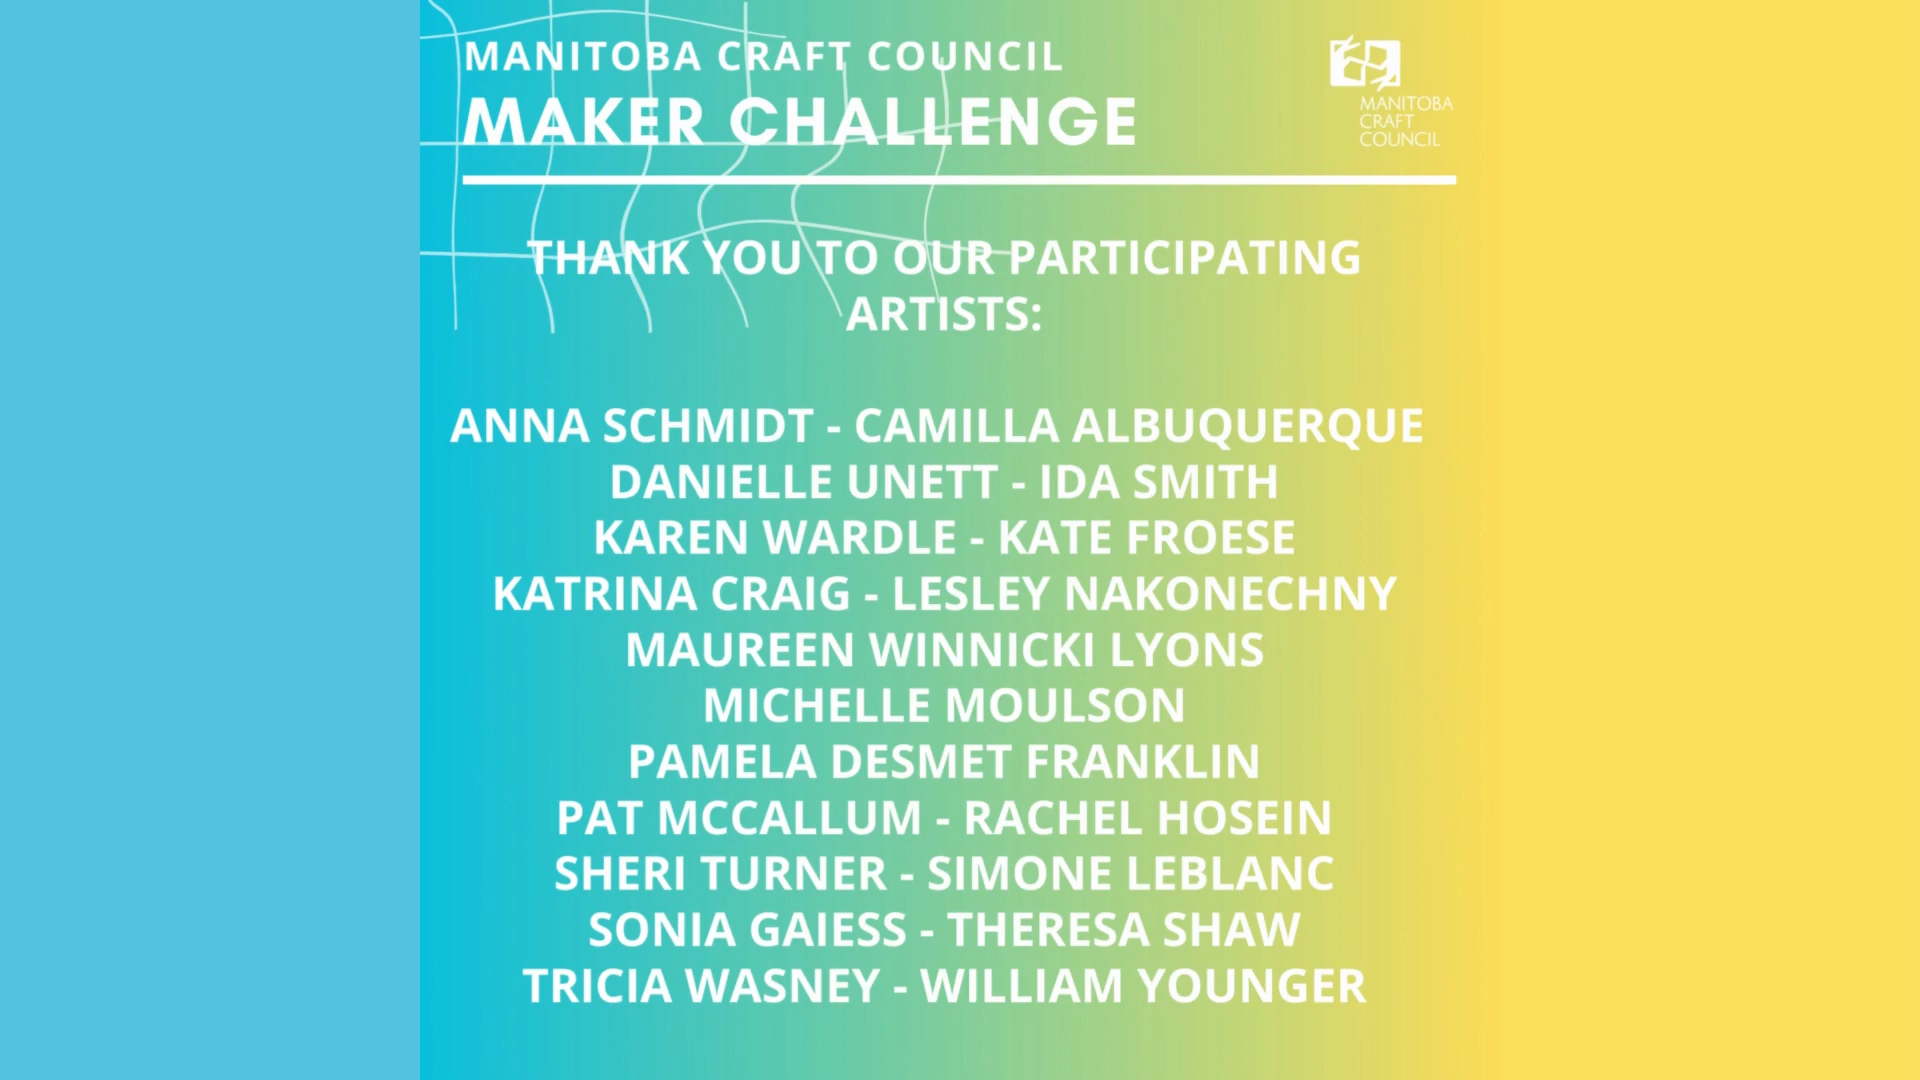 MANITOBA CRAFT COUNCIL
MAKER CHALLENGE
MANITOBA
CRAFT
COUNCIL
THANK YOU TO OUR PARTICIPATING
ARTISTS:
ANNA SCHMIDT - CAMILLA ALBUQUERQUE
DANIELLE UNETT - IDA SMITH
KAREN WARDLE - KATE FROESE
KATRINA CRAIG - LESLEY NAKONECHNY
MAUREEN WINNICKI LYONS
MICHELLE MOULSON
PAMELA DESMET FRANKLIN
PAT MCCALLUM - RACHEL HOSEIN
SHERI TURNER - SIMONE LEBLANC
SONIA GAIESS - THERESA SHAW
TRICIA WASNEY - WILLIAM YOUNGER